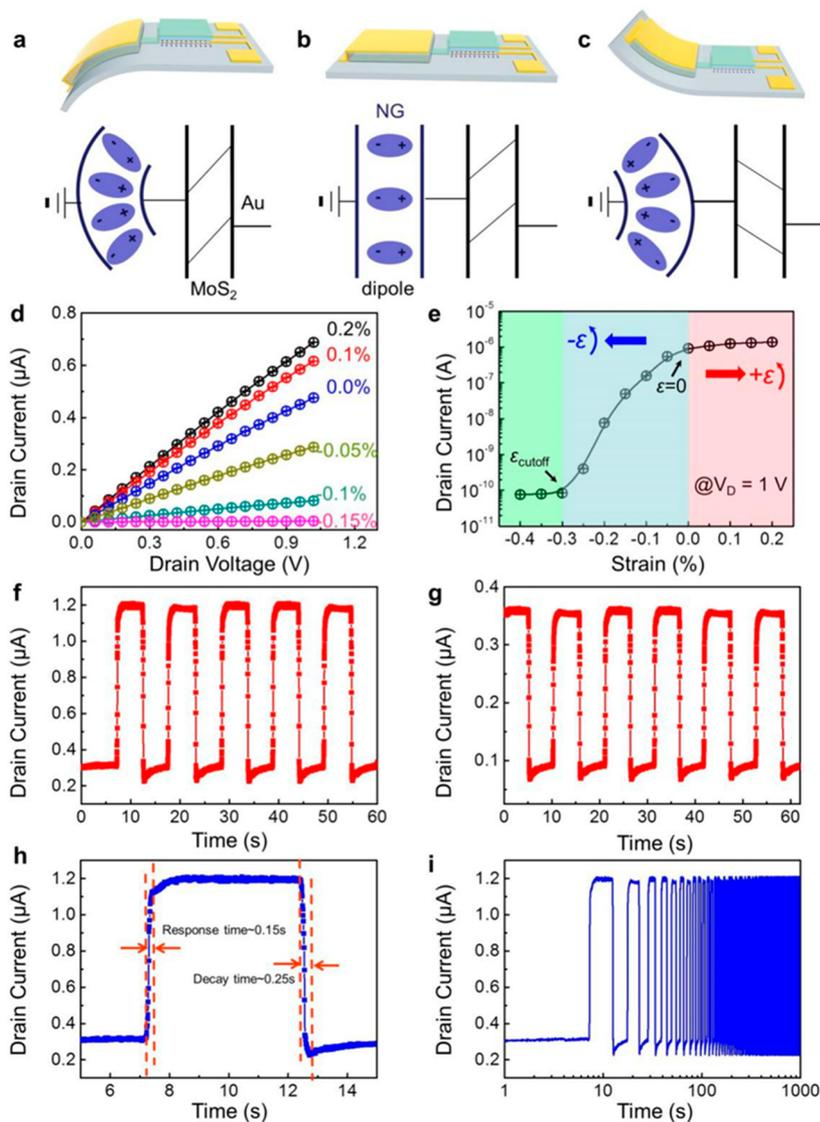 a
b
c
NG
- +
- +
- +
- +
- +
- +
- +
- +
- +
- +
- +
Au
MoS₂
dipole
d
Drain Current (µA)
0.8
0.6
0.4
0.2
0.0
0.2%
0.1%
0.0%
-0.05%
-0.1%
-0.15%
0.0 0.3 0.6 0.9 1.2
Drain Voltage (V)
e
Drain Current (A)
10⁻⁵
10⁻⁶
10⁻⁷
10⁻⁸
10⁻⁹
10⁻¹⁰
10⁻¹¹
-ε
ε=0
+ε
εcutoff
@V_D = 1 V
-0.4 -0.3 -0.2 -0.1 0.0 0.1 0.2
Strain (%)
f
Drain Current (µA)
1.2
1.0
0.8
0.6
0.4
0.2
0 10 20 30 40 50 60
Time (s)
g
Drain Current (µA)
0.4
0.3
0.2
0.1
0 10 20 30 40 50 60
Time (s)
h
Drain Current (µA)
1.2
1.0
0.8
0.6
0.4
0.2
Response time~0.15s
Decay time~0.25s
6 8 10 12 14
Time (s)
i
Drain Current (µA)
1.2
1.0
0.8
0.6
0.4
0.2
1 10 100 1000
Time (s)